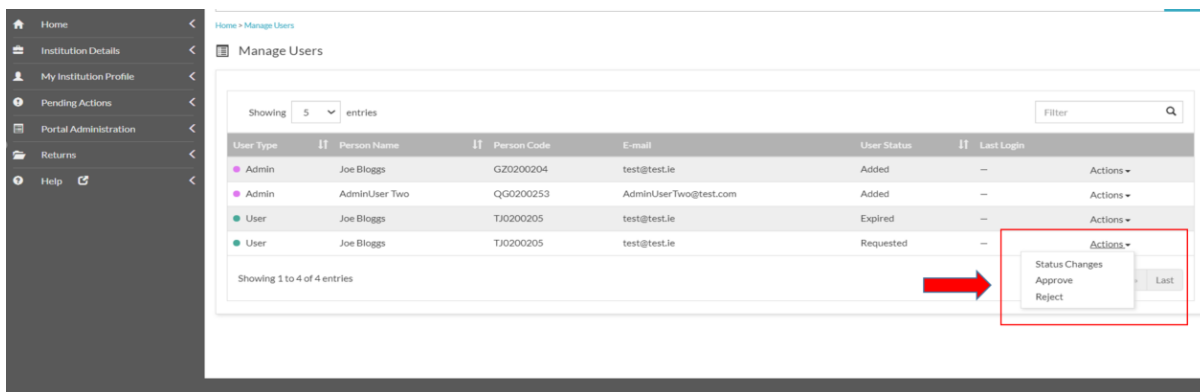 Home
Institution Details
My Institution Profile
Pending Actions
Portal Administration
Returns
Help
Home > Manage Users
Manage Users
Showing 5 entries
Filter
User Type Person Name Person Code E-mail User Status Last Login
Admin Joe Bloggs GZ0200204 test@test.ie Added — Actions
Admin AdminUser Two QG0200253 AdminUserTwo@test.com Added — Actions
User Joe Bloggs TJ0200205 test@test.ie Expired — Actions
User Joe Bloggs TJ0200205 test@test.ie Requested — Actions
Status Changes
Approve
Reject
Showing 1 to 4 of 4 entries
Last